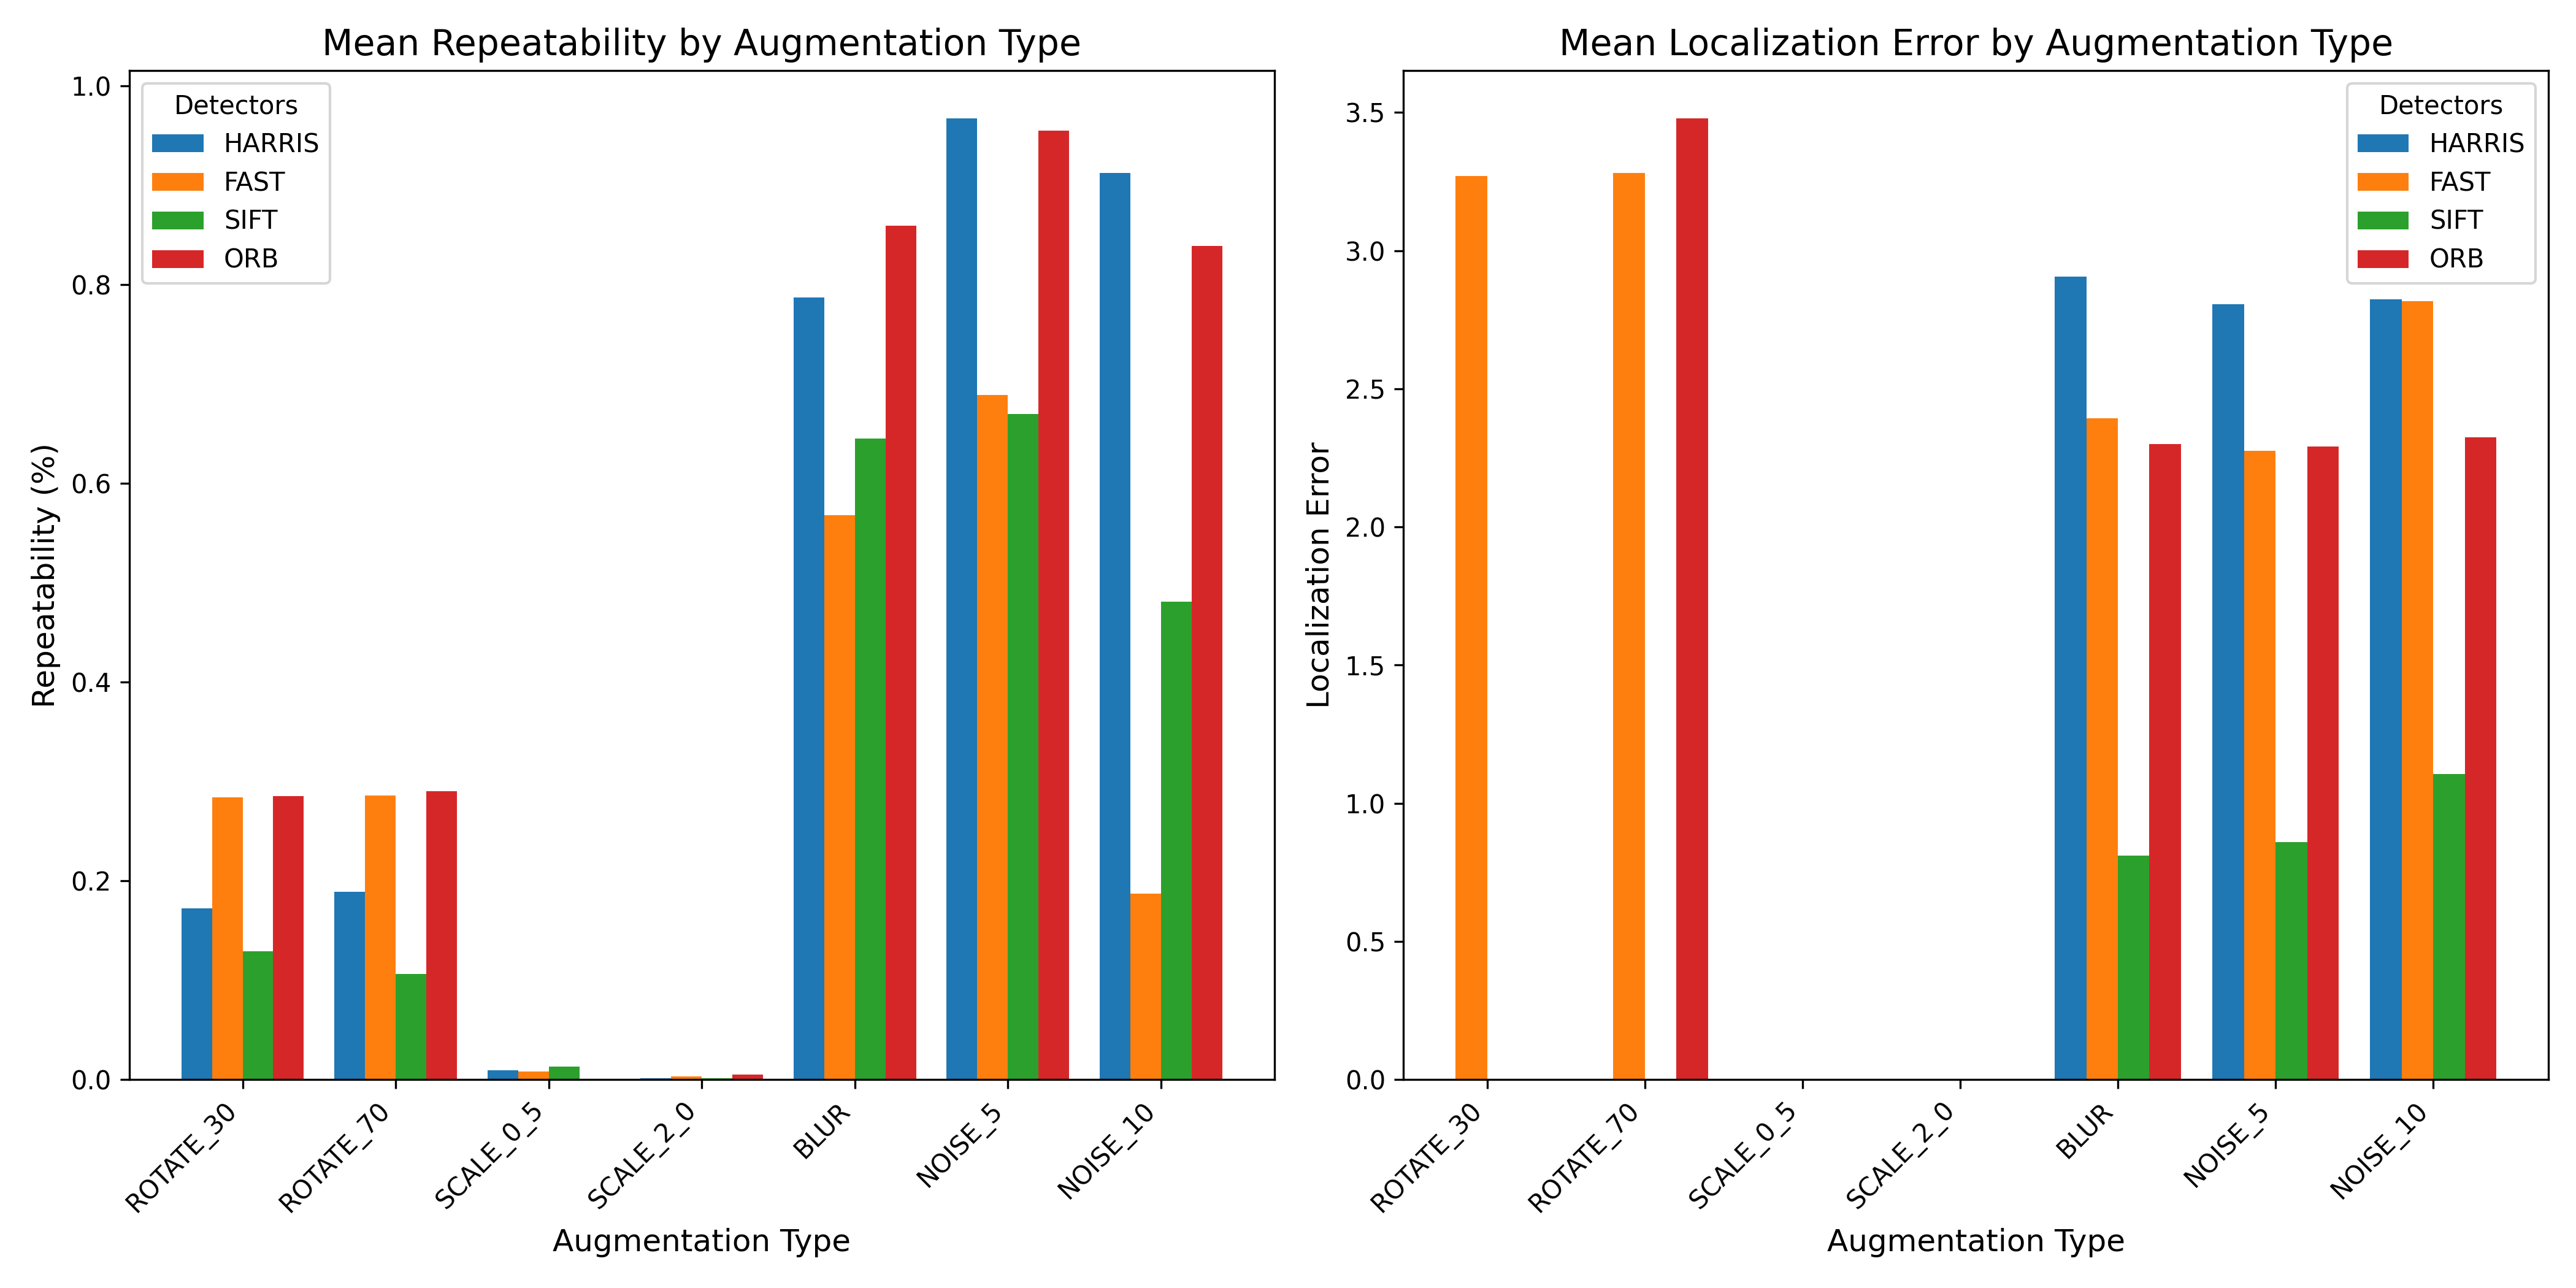 Mean Repeatability by Augmentation Type
Detectors
HARRIS
FAST
SIFT
ORB
Repeatability (%)
1.0
0.8
0.6
0.4
0.2
0.0
ROTATE_30
ROTATE_70
SCALE_0_5
SCALE_2_0
BLUR
NOISE_5
NOISE_10
Augmentation Type
Mean Localization Error by Augmentation Type
Detectors
HARRIS
FAST
SIFT
ORB
Localization Error
3.5
3.0
2.5
2.0
1.5
1.0
0.5
0.0
ROTATE_30
ROTATE_70
SCALE_0_5
SCALE_2_0
BLUR
NOISE_5
NOISE_10
Augmentation Type